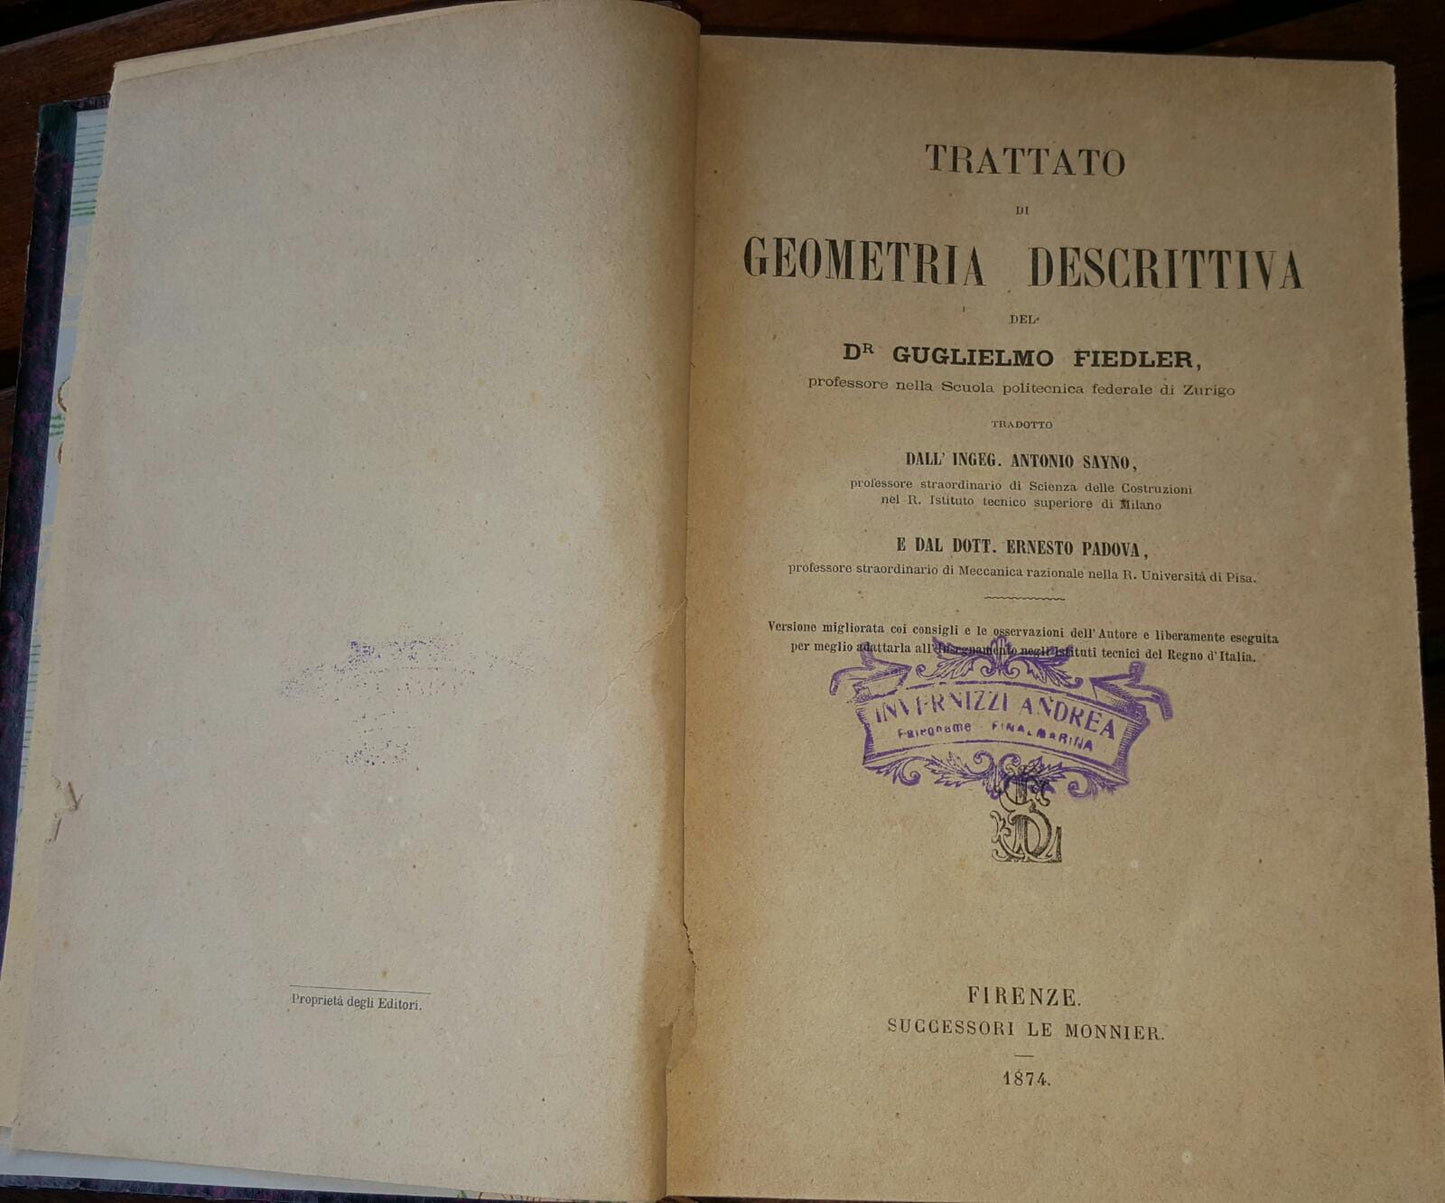 Proprietà degli Editori.
TRATTATO
DI
GEOMETRIA DESCRITTIVA
DEL
DR GUGLIELMO FIEDLER,
professore nella Scuola politecnica federale di Zurigo
TRADOTTO
DALL' INGEG. ANTONIO SAYNO,
professore straordinario di Scienza delle Costruzioni
nel R. Istituto tecnico superiore di Milano
E DAL DOTT. ERNESTO PADOVA,
professore straordinario di Meccanica razionale nella R. Università di Pisa.
Versione migliorata coi consigli e le osservazioni dell' Autore e liberamente eseguita
per meglio adattarla all' insegnamento negli Istituti tecnici del Regno d' Italia.
INVERNIZZI ANDREA
Falegname - FINALMARINA
FIRENZE.
SUCCESSORI LE MONNIER.
1874.